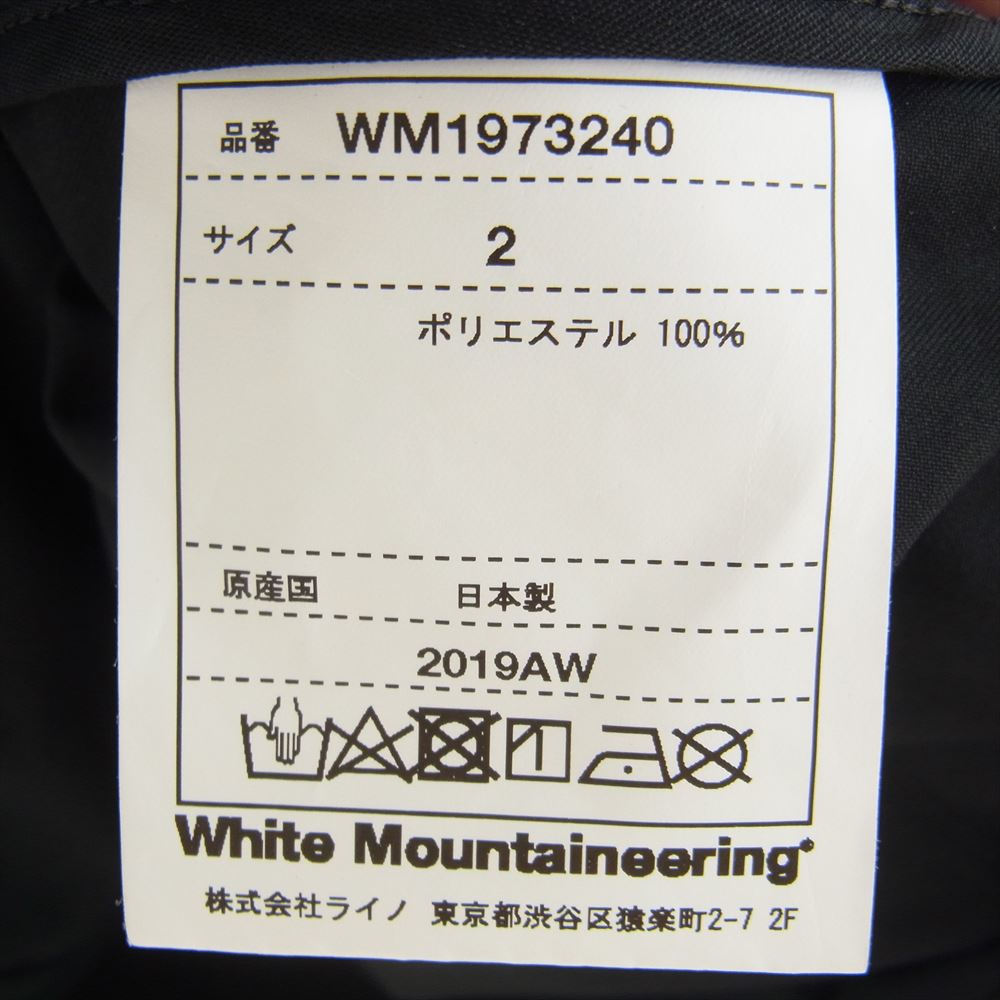 品番 WM1973240
サイズ 2
ポリエステル 100%
原産国 日本製
2019AW
White Mountaineering®
株式会社ライノ 東京都渋谷区猿楽町2-7 2F